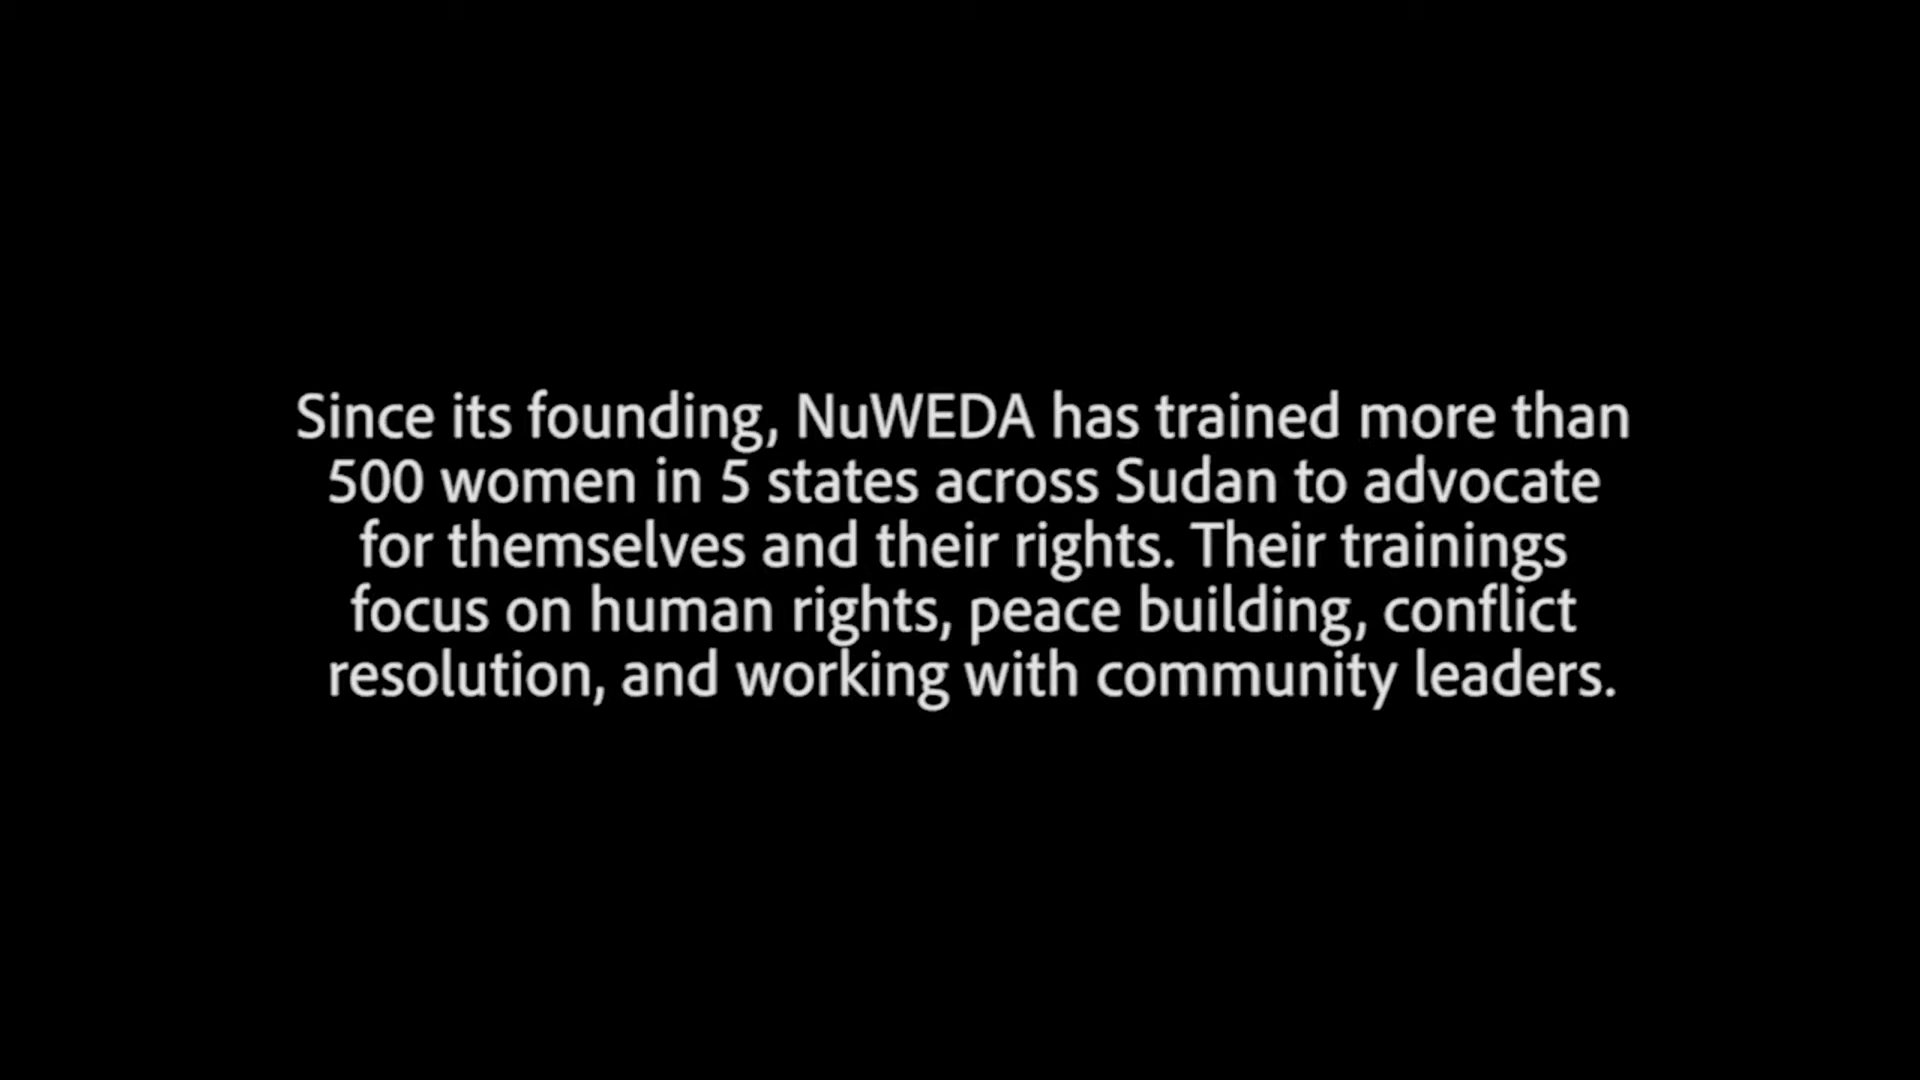 Since its founding, NuWEDA has trained more than
500 women in 5 states across Sudan to advocate
for themselves and their rights. Their trainings
focus on human rights, peace building, conflict
resolution, and working with community leaders.